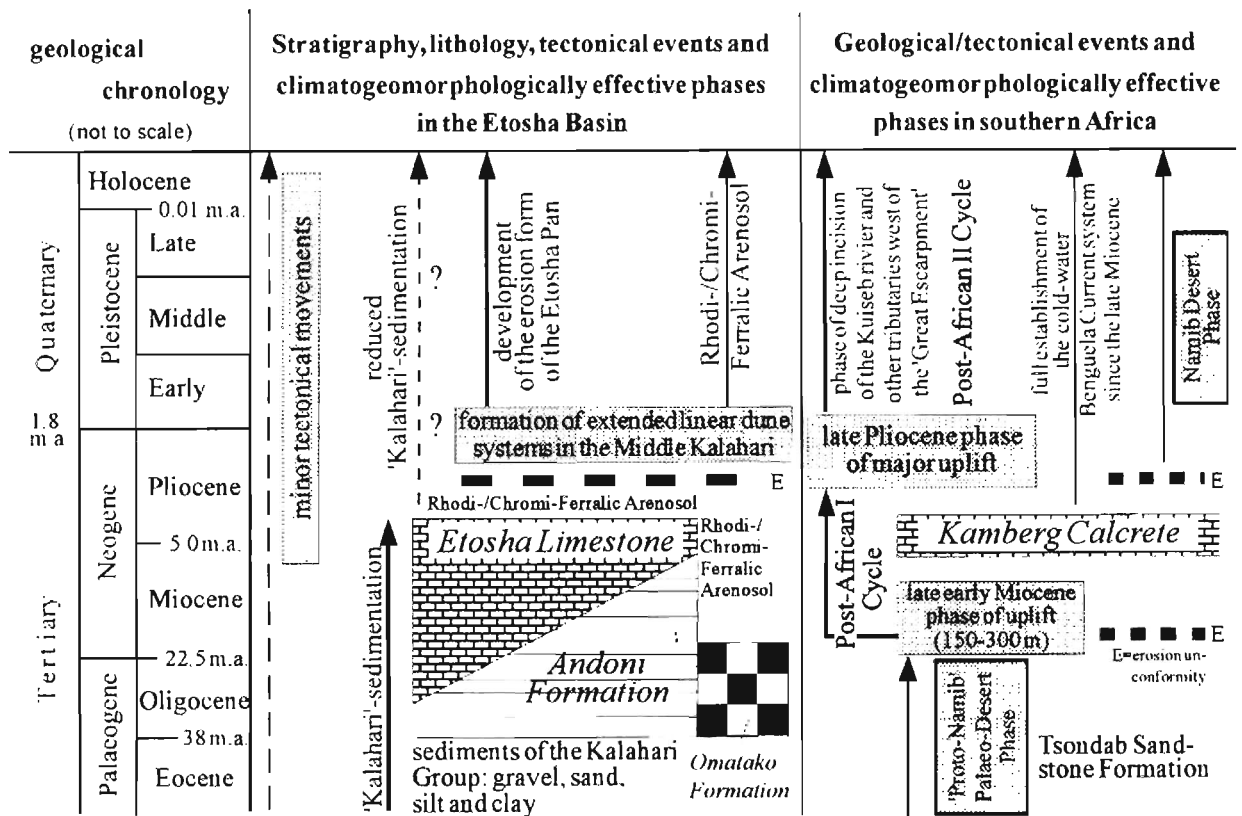 geological
chronology
(not to scale)
Stratigraphy, lithology, tectonical events and
climatogeomorphologically effective phases
in the Etosha Basin
Geological/tectonical events and
climatogeomorphologically effective
phases in southern Africa
Quaternary
1.8
m a
Tertiary
Pleistocene
Neogene
Palaeogene
Holocene
0.01 m.a.
Late
Middle
Early
Pliocene
5 0 m.a.
Miocene
22.5 m.a.
Oligocene
38 m.a.
Eocene
minor tectonical movements
reduced
'Kalahari'-sedimentation
?
?
'Kalahari'-sedimentation
development
of the erosion form
of the Etosha Pan
Rhodi-/Chromi-
Ferralic Arenosol
formation of extended linear dune
systems in the Middle Kalahari
E
Rhodi-/Chromi-Ferralic Arenosol
Etosha Limestone
Rhodi-/
Chromi-
Ferralic
Arenosol
Andoni
Formation
sediments of the Kalahari
Group: gravel, sand,
silt and clay
Omatako
Formation
phase of deep incision
of the Kuiseb rivier and
other tributaries west of
the 'Great Escarpment'
Post-African II Cycle
full establishment of
the cold-water
Benguela Current system
since the late Miocene
Namib Desert
Phase
late Pliocene phase
of major uplift
E
Kamberg Calcrete
Post-African I
Cycle
late early Miocene
phase of uplift
(150-300 m)
E
E=erosion un-
conformity
'Proto-Namib'
Palaeo-Desert
Phase
Tsondab Sand-
stone Formation